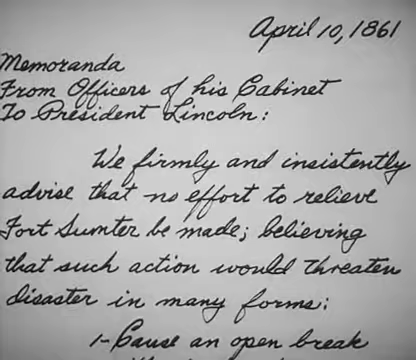 April 10, 1861
Memoranda
From Officers of his Cabinet
To President Lincoln:
We firmly and insistently
advise that no effort to relieve
Fort Sumter be made; believing
that such action would threaten
disaster in many forms:
1- Cause an open break